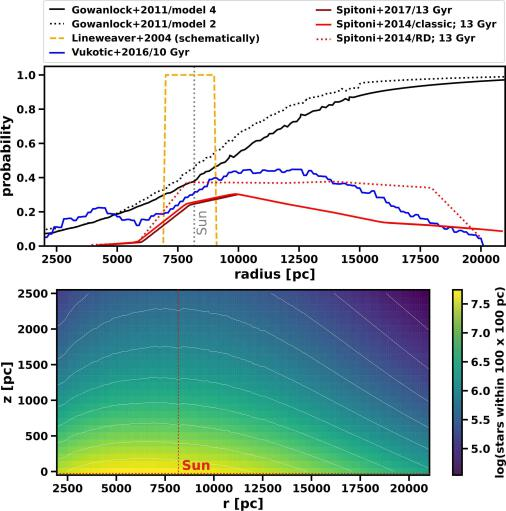 Gowanlock+2011/model 4
Gowanlock+2011/model 2
Lineweaver+2004 (schematically)
Vukotic+2016/10 Gyr
Spitoni+2017/13 Gyr
Spitoni+2014/classic; 13 Gyr
Spitoni+2014/RD; 13 Gyr
probability
1.0
0.8
0.6
0.4
0.2
0.0
Sun
2500 5000 7500 10000 12500 15000 17500 20000
radius [pc]
z [pc]
2500
2000
1500
1000
500
0
Sun
2500 5000 7500 10000 12500 15000 17500 20000
r [pc]
7.5
7.0
6.5
6.0
5.5
5.0
log(stars within 100 x 100 pc)